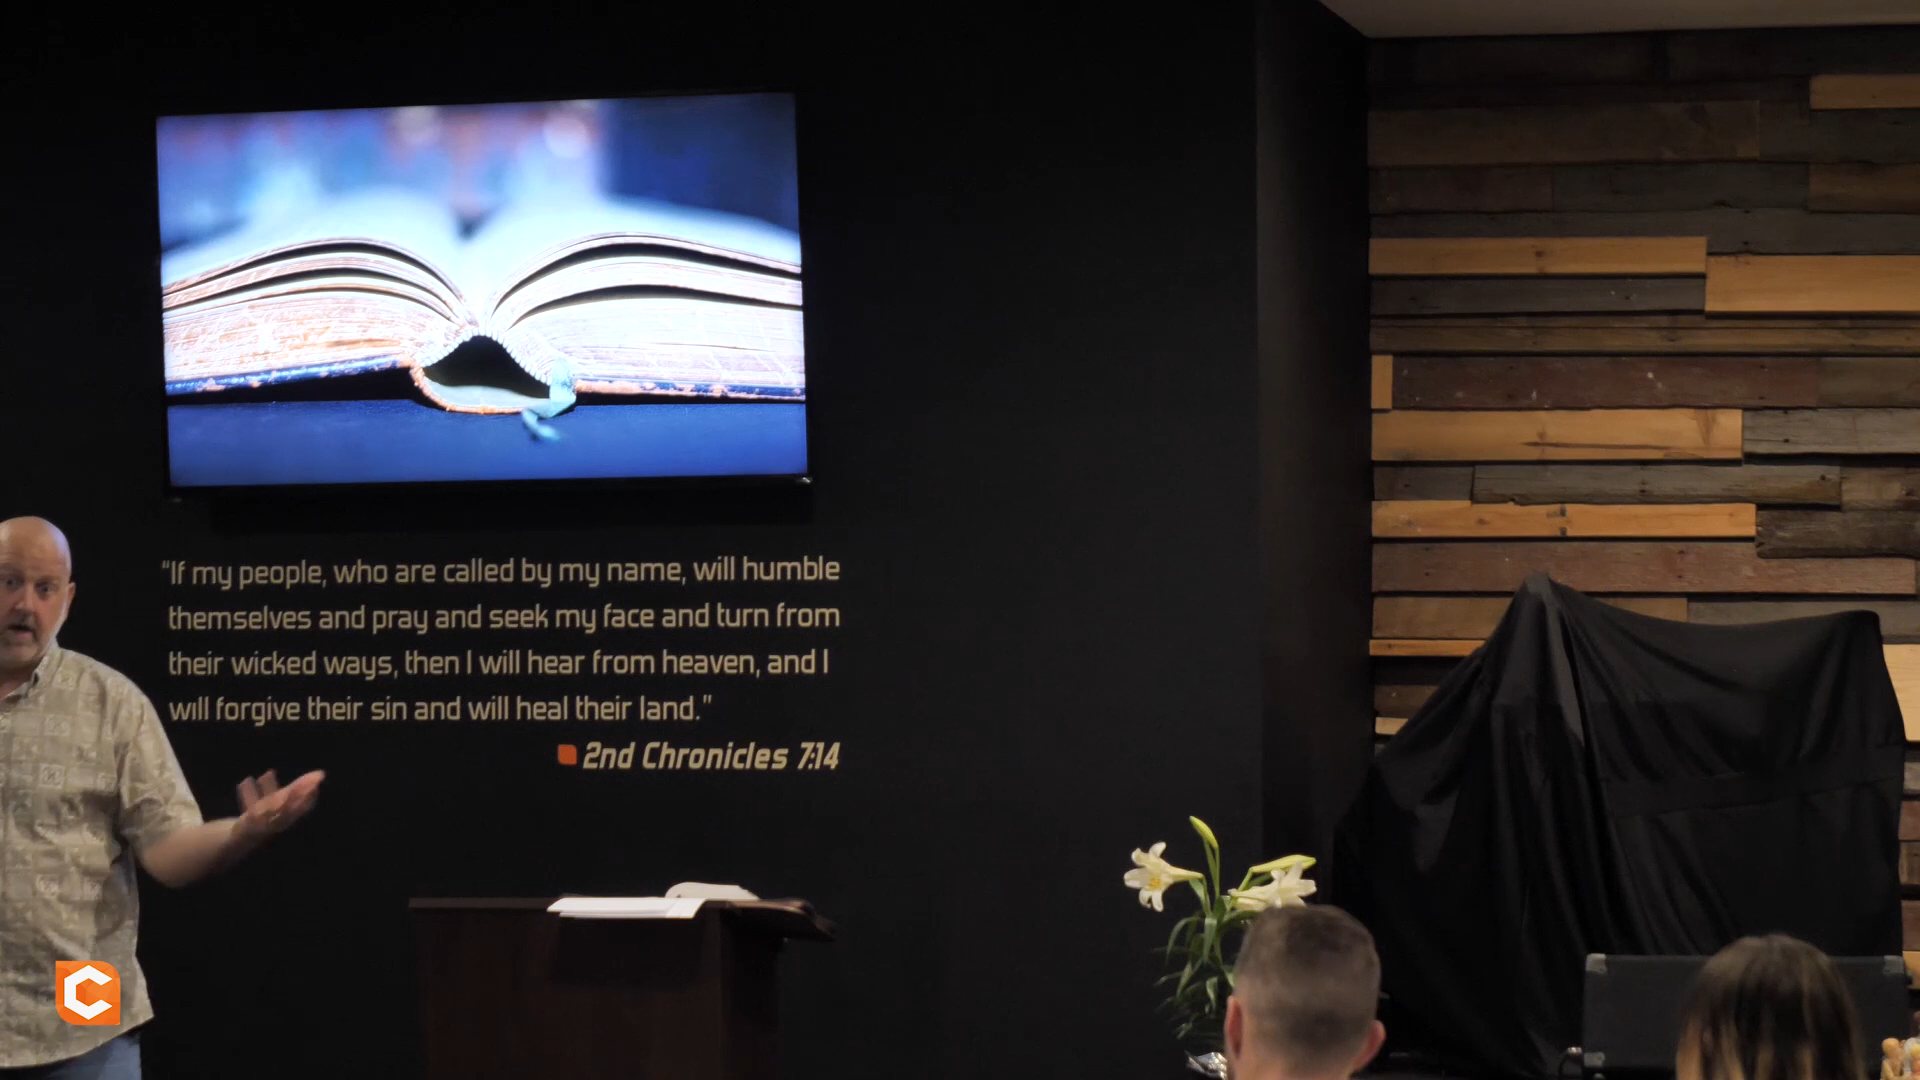 "If my people, who are called by my name, will humble
themselves and pray and seek my face and turn from
their wicked ways, then I will hear from heaven, and I
will forgive their sin and will heal their land."
2nd Chronicles 7:14